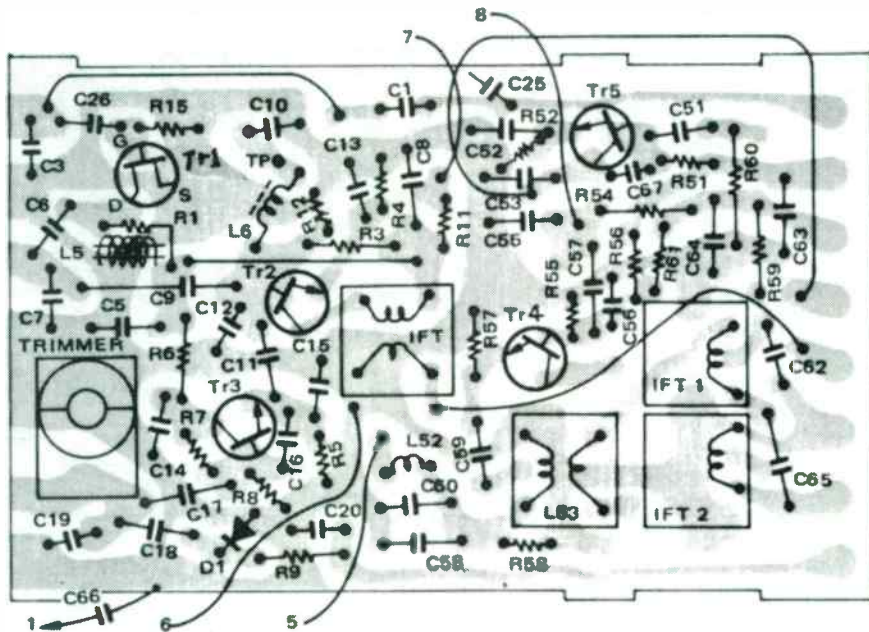 8
7
C25
Tr5
C26
R15
C10
C1
C51
G
R52
C13
C3
Tr1
TP
C8
C52
R60
S
D
C67
R51
C6
R12
R4
R11
C53
R54
R1
L6
C55
L5
R3
R56
R61
C64
C63
R55
C57
R59
Tr2
C7
C5
C9
C12
C56
TRIMMER
R6
C11
C15
IFT
R57
Tr4
IFT 1
C62
Tr3
R7
C16
R5
L52
C59
C14
C60
L63
C65
C17
R8
IFT 2
C19
C18
C20
D1
R9
C58
R58
C66
1
6
5